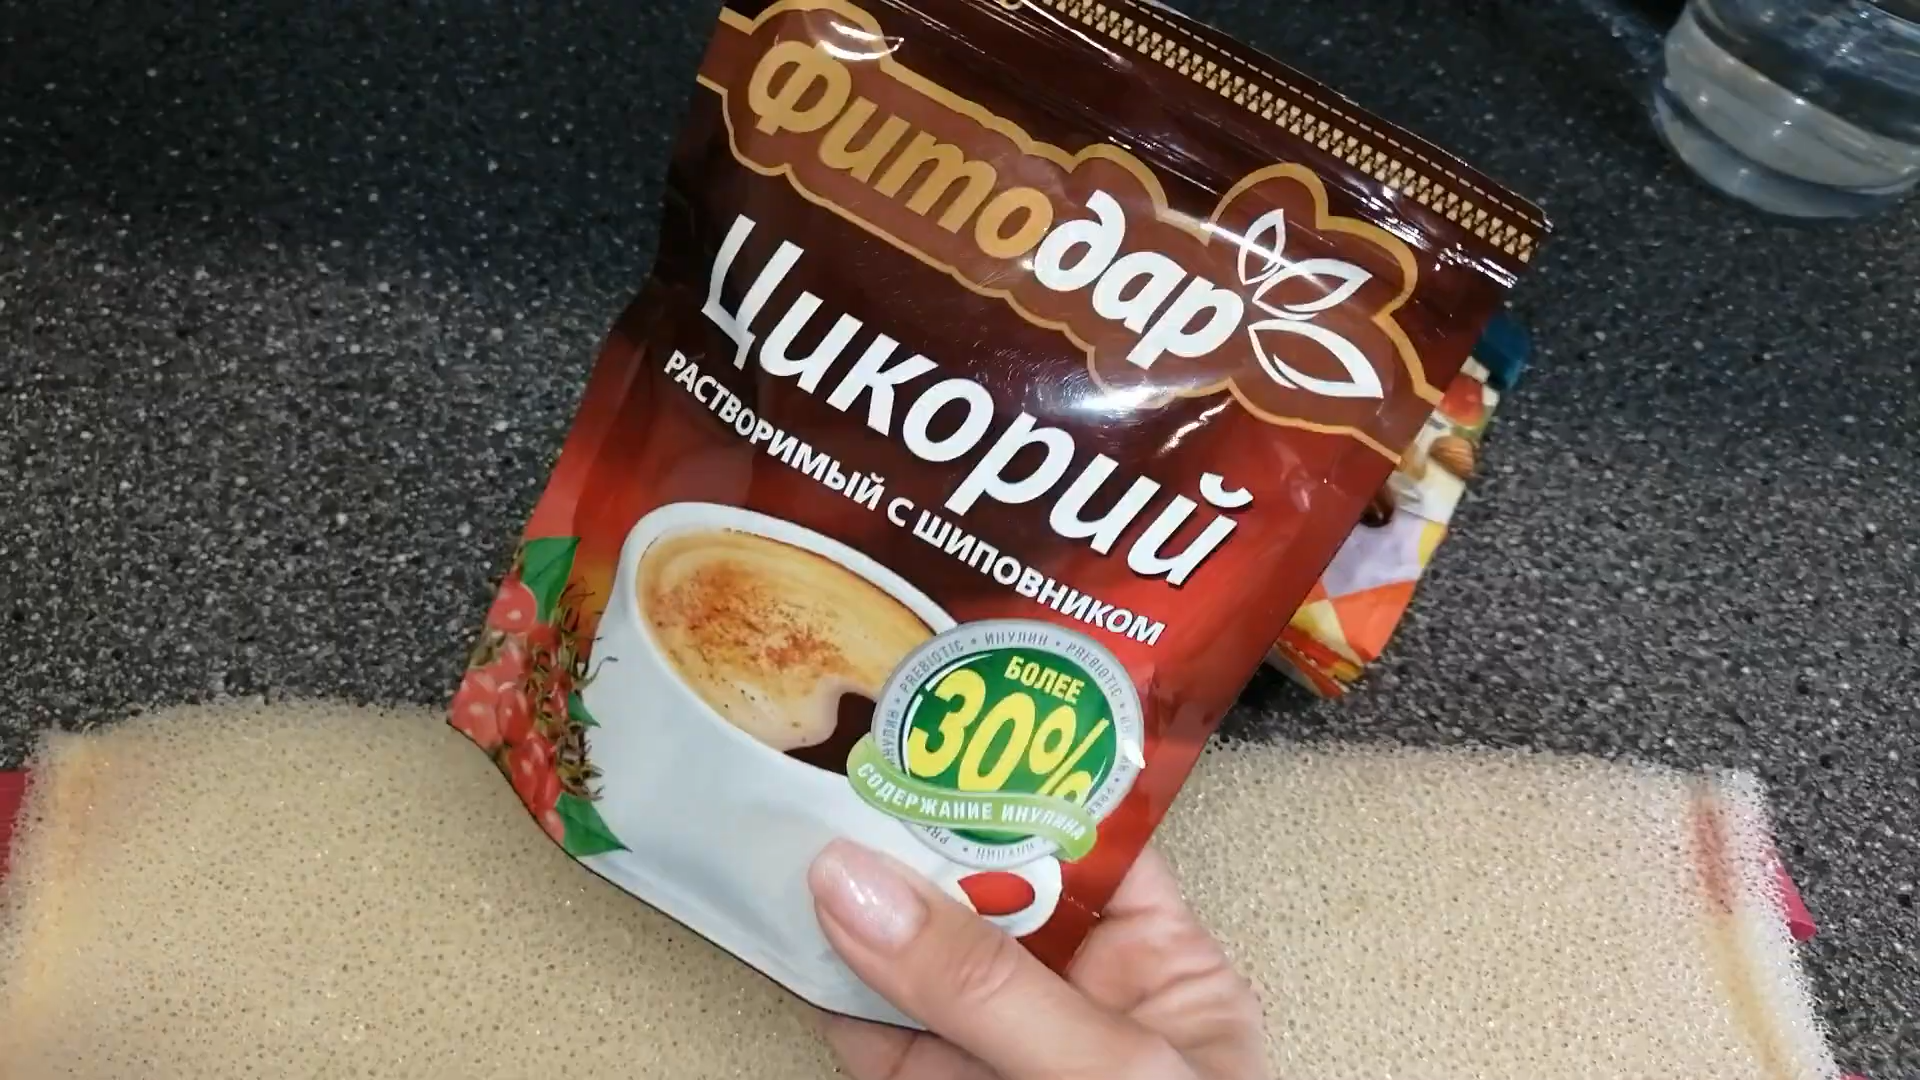 Фитодар
Цикорий
РАСТВОРИМЫЙ С ШИПОВНИКОМ
PREBIOTIC • ИНУЛИН • PREBIOTIC
БОЛЕЕ
30%
СОДЕРЖАНИЕ ИНУЛИНА
ИНУЛИН